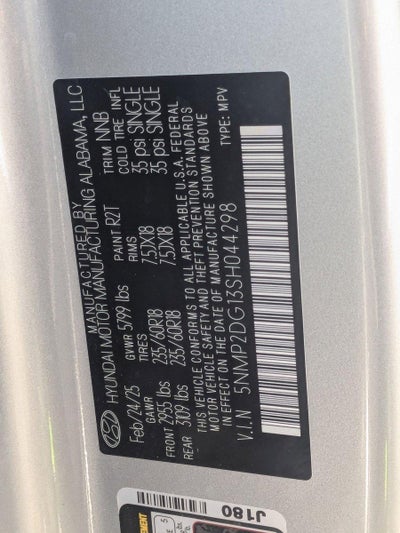 MANUFACTURED BY
HYUNDAI MOTOR MANUFACTURING ALABAMA, LLC
Feb/24/25 PAINT R2T TRIM NNB
GVWR 5799 lbs
GAWR TIRES RIMS COLD TIRE INFL
FRONT 2955 lbs 235/60R18 7.5JX18 35 psi SINGLE
REAR 3109 lbs 235/60R18 7.5JX18 35 psi SINGLE
THIS VEHICLE CONFORMS TO ALL APPLICABLE U.S.A. FEDERAL
MOTOR VEHICLE SAFETY AND THEFT PREVENTION STANDARDS
IN EFFECT ON THE DATE OF MANUFACTURE SHOWN ABOVE
V.I.N 5NMP2DG13SH044298 TYPE: MPV
J180